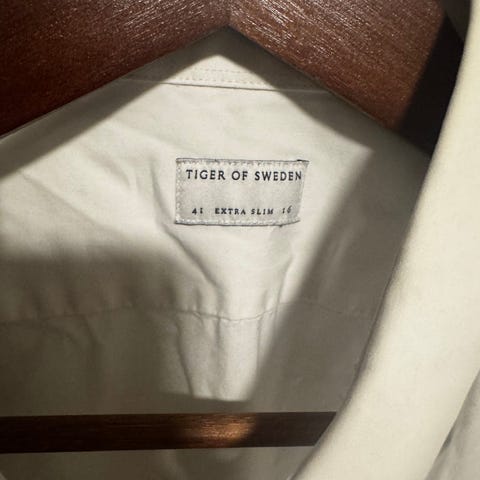 TIGER OF SWEDEN
41 EXTRA SLIM 16